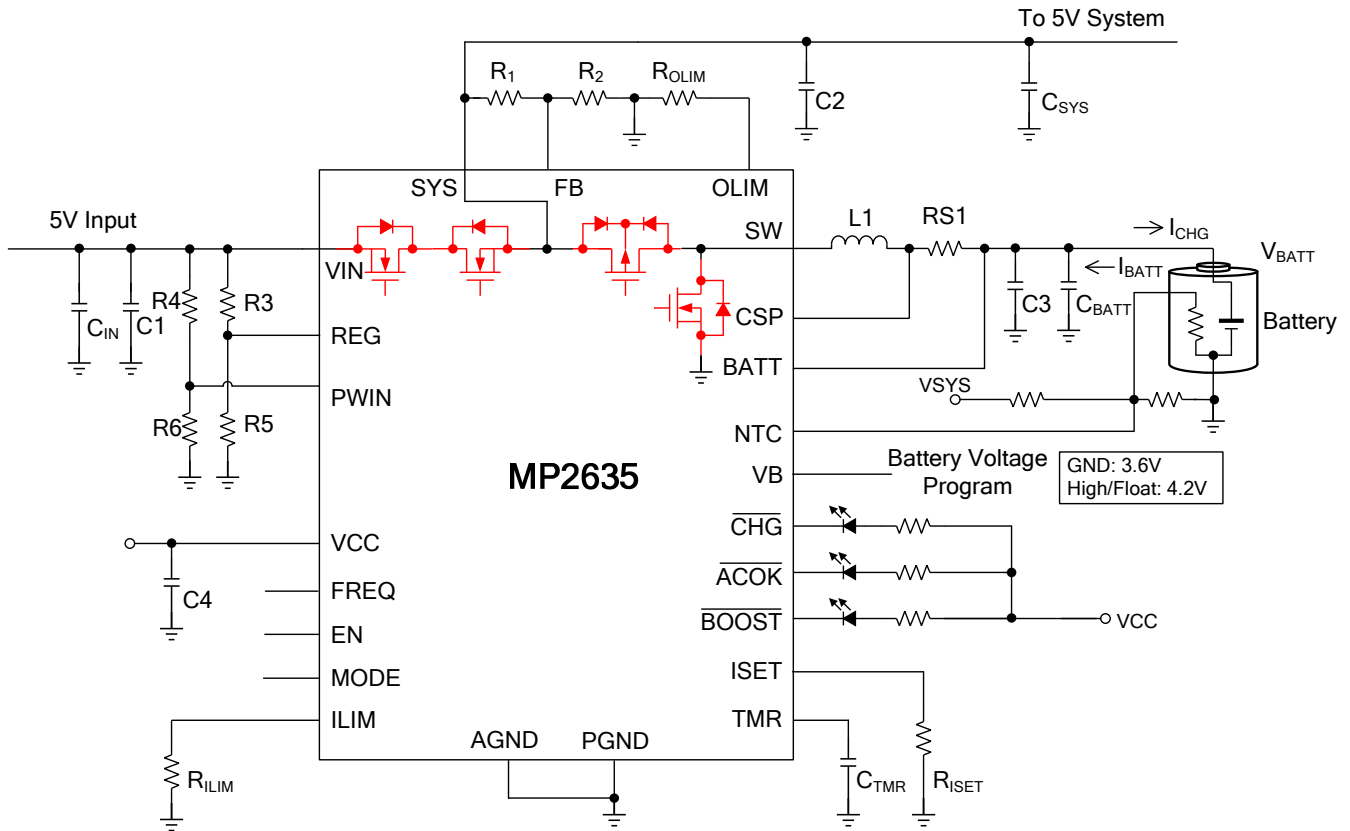 To 5V System
R1
R2
ROLIM
C2
CSYS
SYS
FB
OLIM
5V Input
SW
L1
RS1
ICHG
VBATT
VIN
IBATT
R4
R3
CIN
C1
CSP
C3
CBATT
Battery
REG
BATT
PWIN
VSYS
R6
R5
NTC
MP2635
VB
Battery Voltage
Program
GND: 3.6V
High/Float: 4.2V
CHG
VCC
ACOK
C4
FREQ
BOOST
VCC
EN
ISET
MODE
ILIM
TMR
AGND
PGND
RILIM
CTMR
RISET